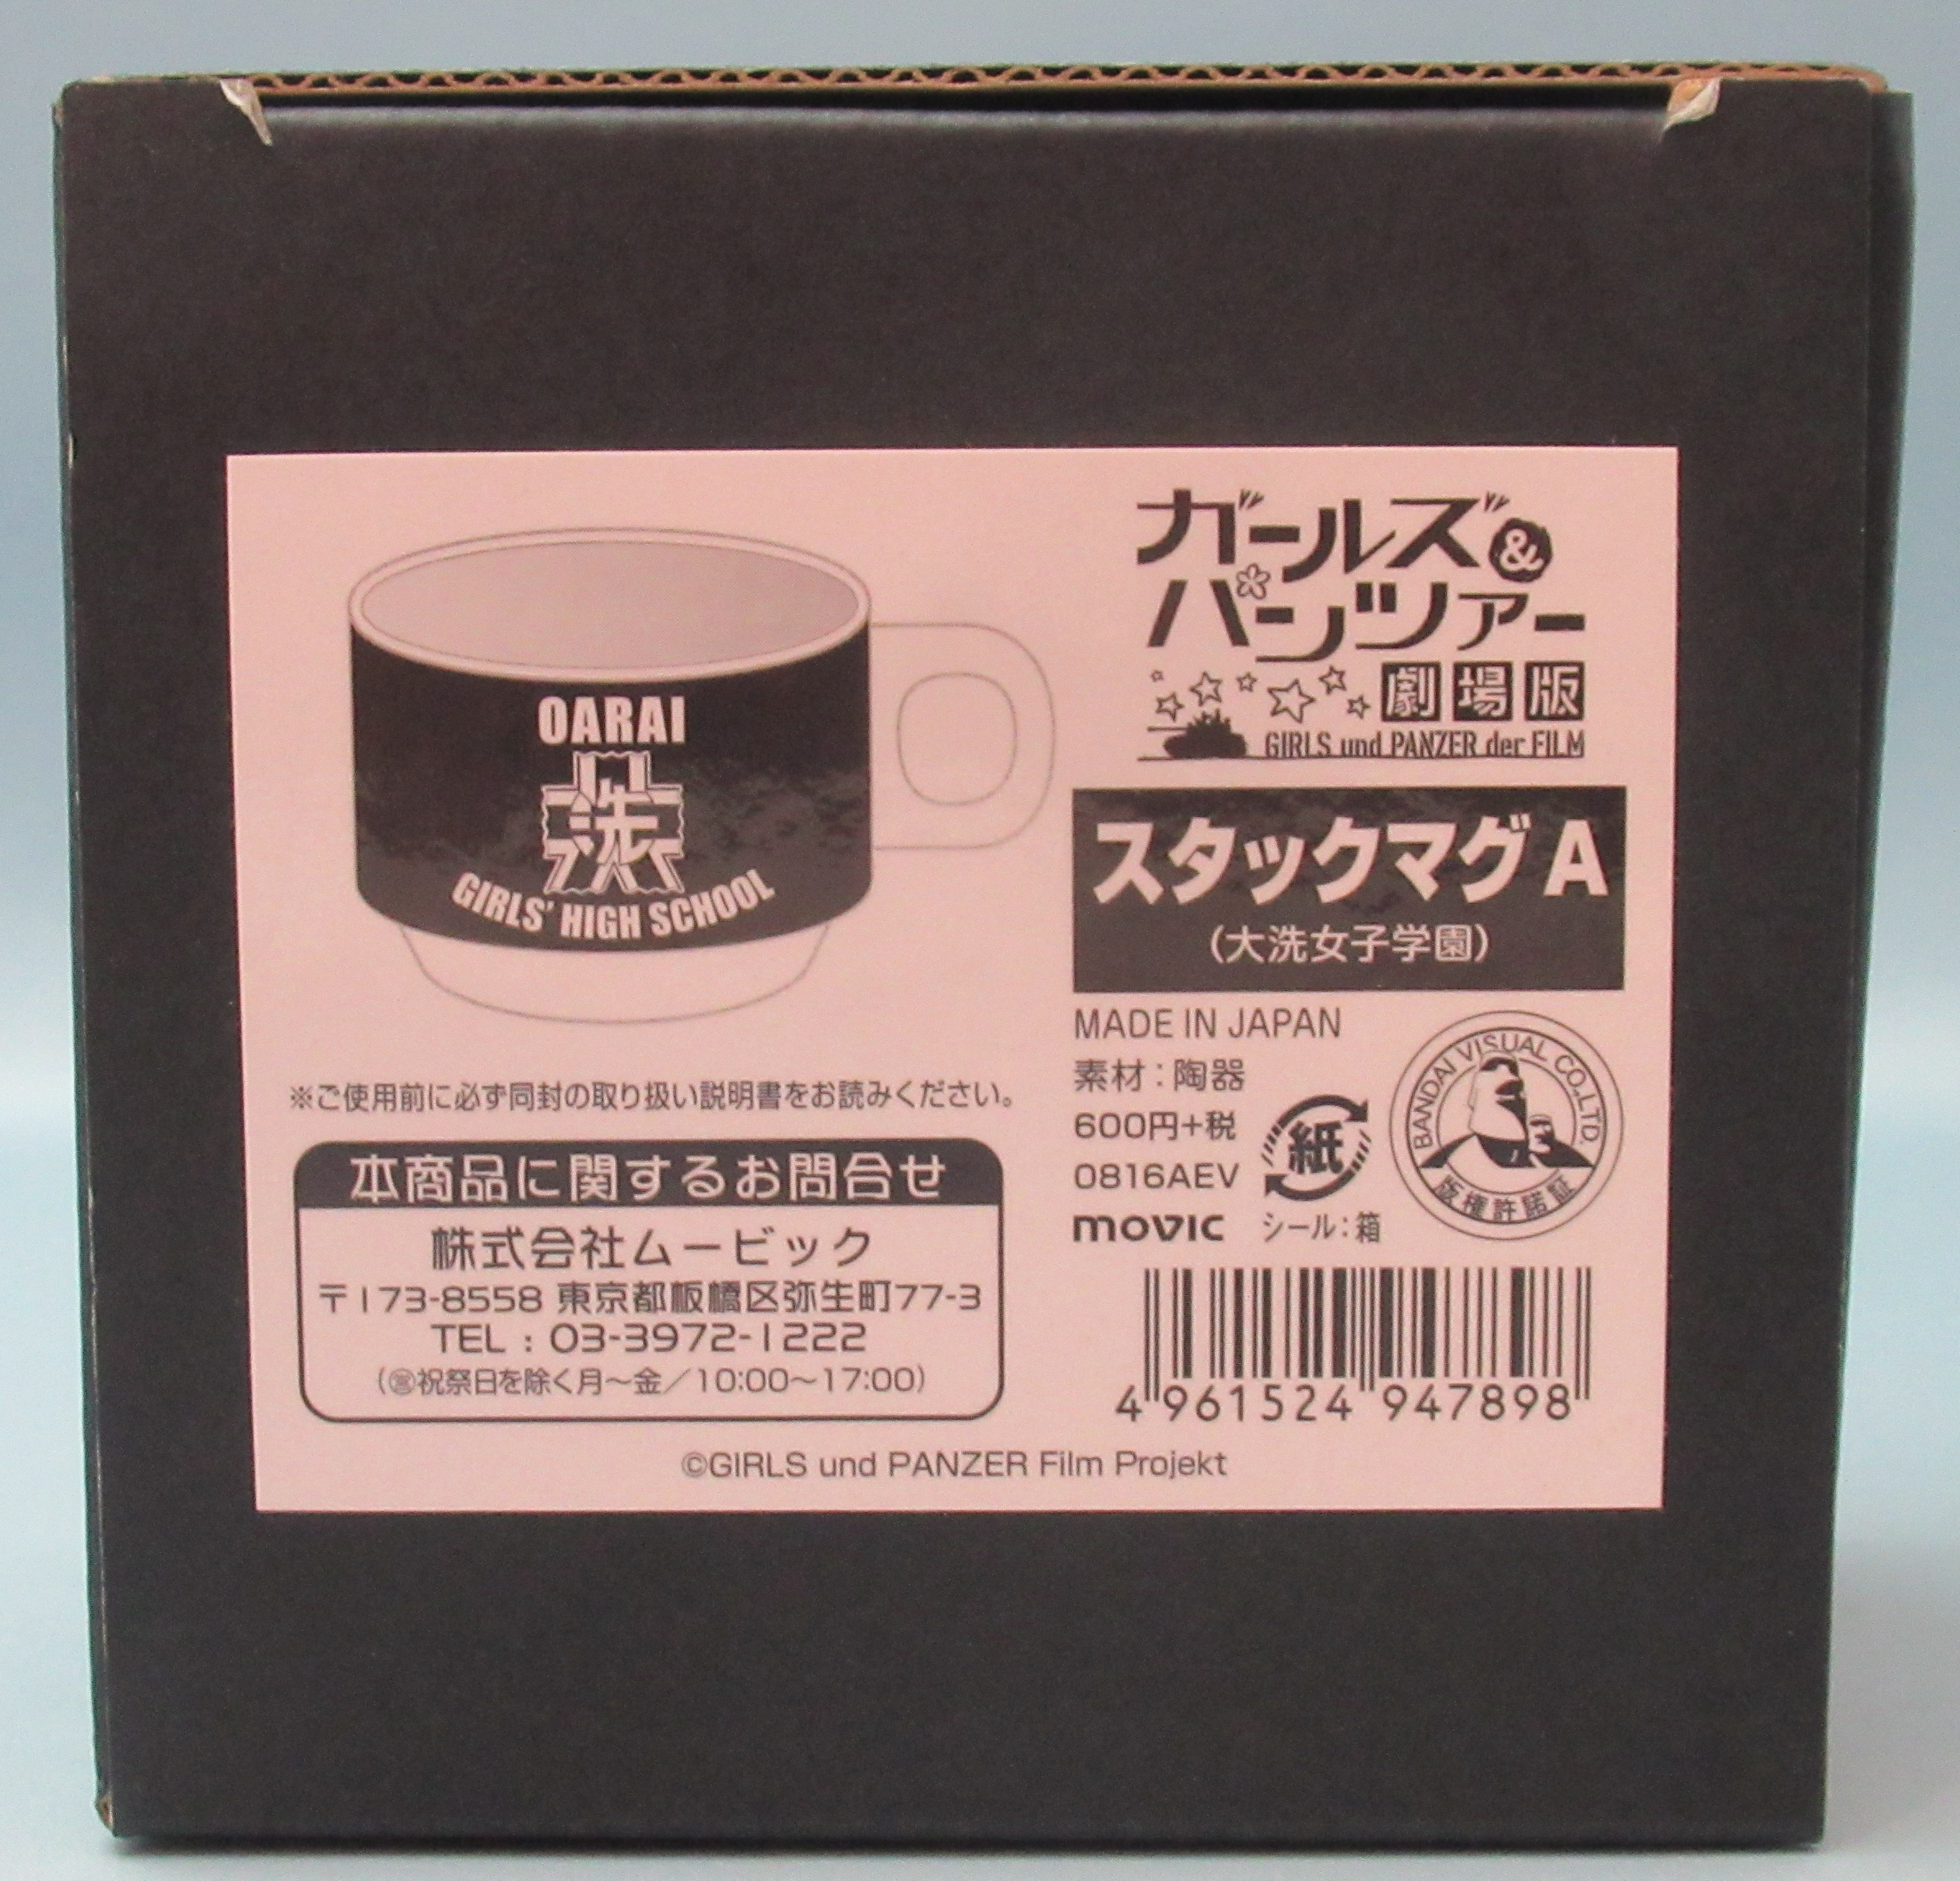 OARAI
洗
GIRLS' HIGH SCHOOL
※ご使用前に必ず同封の取り扱い説明書をお読みください。
本商品に関するお問合せ
株式会社ムービック
〒173-8558 東京都板橋区弥生町77-3
TEL : 03-3972-1222
(㊟祝祭日を除く月～金／10:00～17:00)
ガールズ&
パンツァー
劇場版
GIRLS und PANZER der FILM
スタックマグ A
(大洗女子学園)
MADE IN JAPAN
素材：陶器
600円+税
0816AEV
movic
紙
シール：箱
BANDAI VISUAL CO.,LTD.
版権許諾証
4 961524 947898
©GIRLS und PANZER Film Projekt